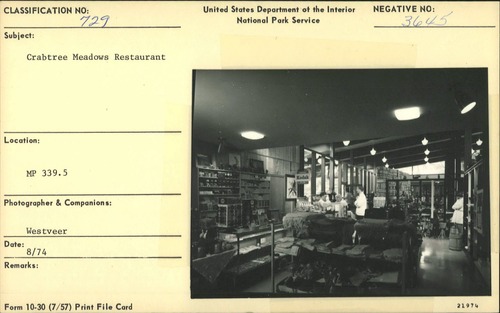 CLASSIFICATION NO:
729
United States Department of the Interior
National Park Service
NEGATIVE NO:
3645
Subject:
Crabtree Meadows Restaurant
Location:
MP 339.5
Photographer & Companions:
Westveer
Date:
8/74
Remarks:
Form 10-30 (7/57) Print File Card
21974